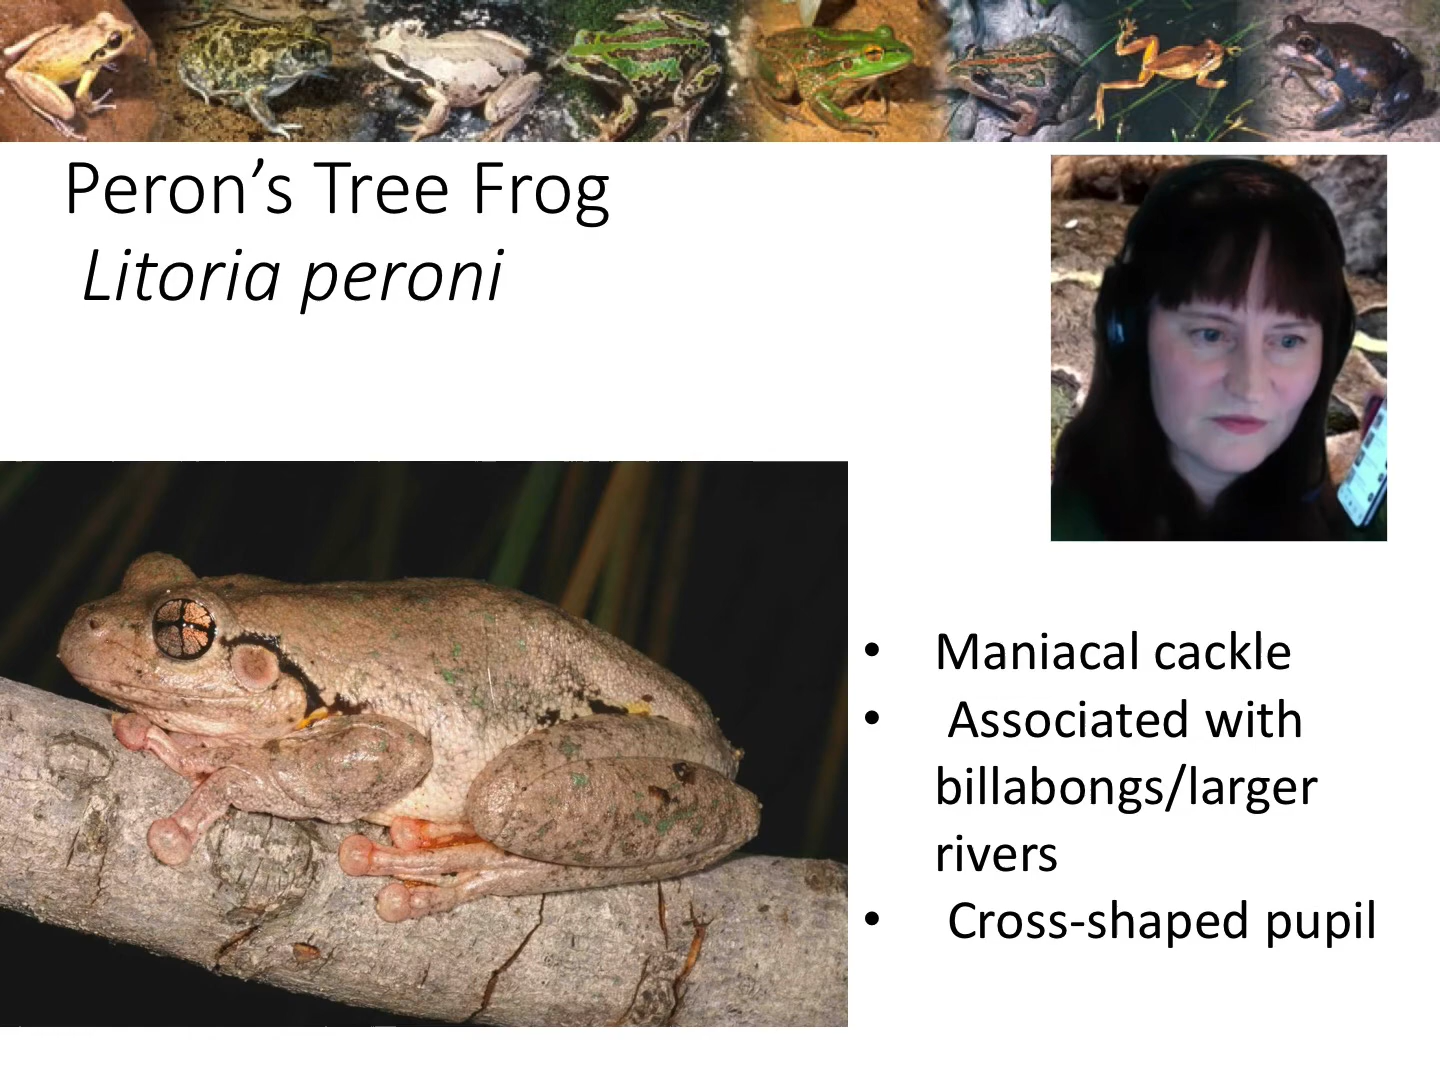 Peron’s Tree Frog
Litoria peroni
• Maniacal cackle
• Associated with
billabongs/larger
rivers
• Cross-shaped pupil